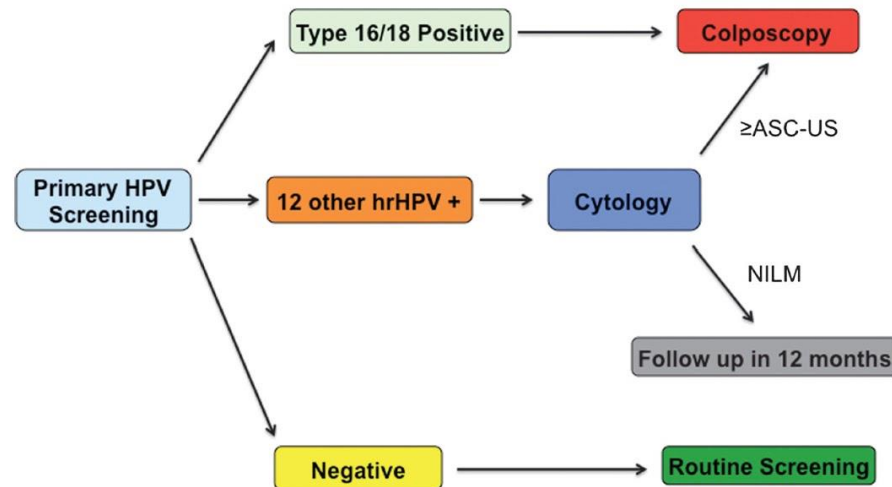 Type 16/18 Positive
Colposcopy
≥ASC-US
Primary HPV
Screening
12 other hrHPV +
Cytology
NILM
Follow up in 12 months
Negative
Routine Screening